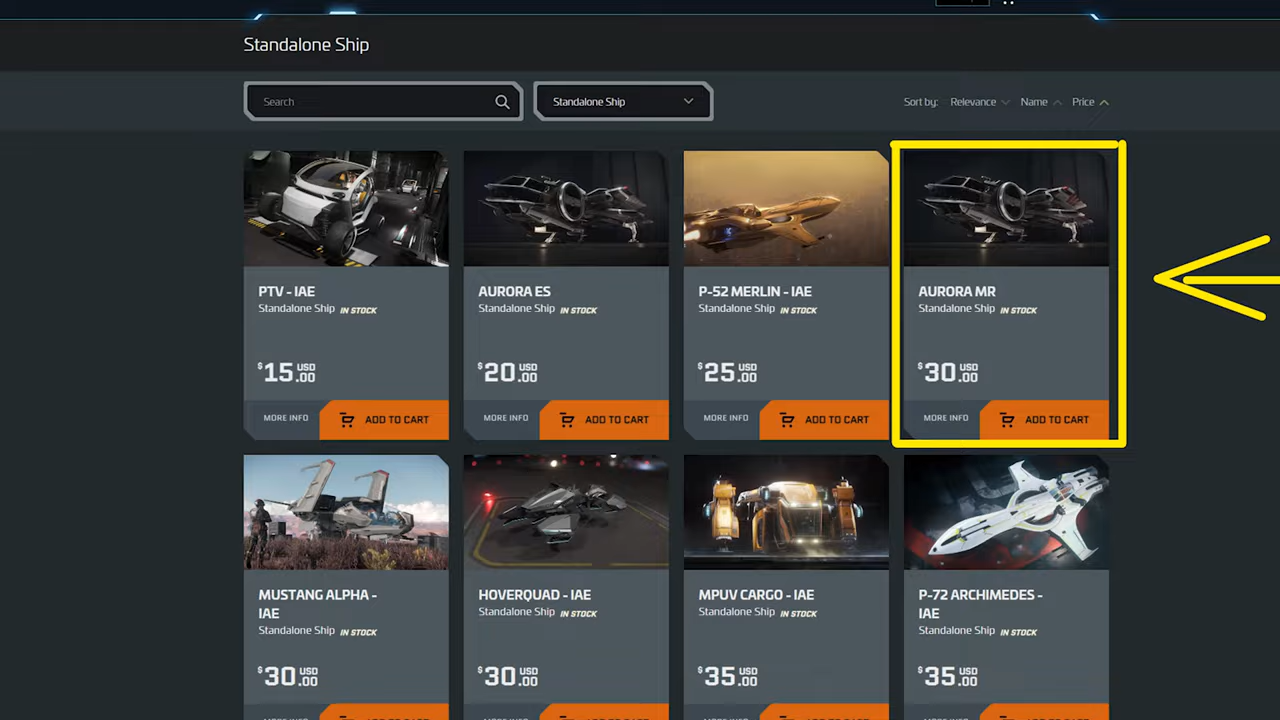 Standalone Ship
Search
Standalone Ship
Sort by: Relevance Name Price
PTV - IAE
Standalone Ship IN STOCK
$15 USD .00
MORE INFO ADD TO CART
AURORA ES
Standalone Ship IN STOCK
$20 USD .00
MORE INFO ADD TO CART
P-52 MERLIN - IAE
Standalone Ship IN STOCK
$25 USD .00
MORE INFO ADD TO CART
AURORA MR
Standalone Ship IN STOCK
$30 USD .00
MORE INFO ADD TO CART
MUSTANG ALPHA -
IAE
Standalone Ship IN STOCK
$30 USD .00
HOVERQUAD - IAE
Standalone Ship IN STOCK
$30 USD .00
MPUV CARGO - IAE
Standalone Ship IN STOCK
$35 USD .00
P-72 ARCHIMEDES -
IAE
Standalone Ship IN STOCK
$35 USD .00